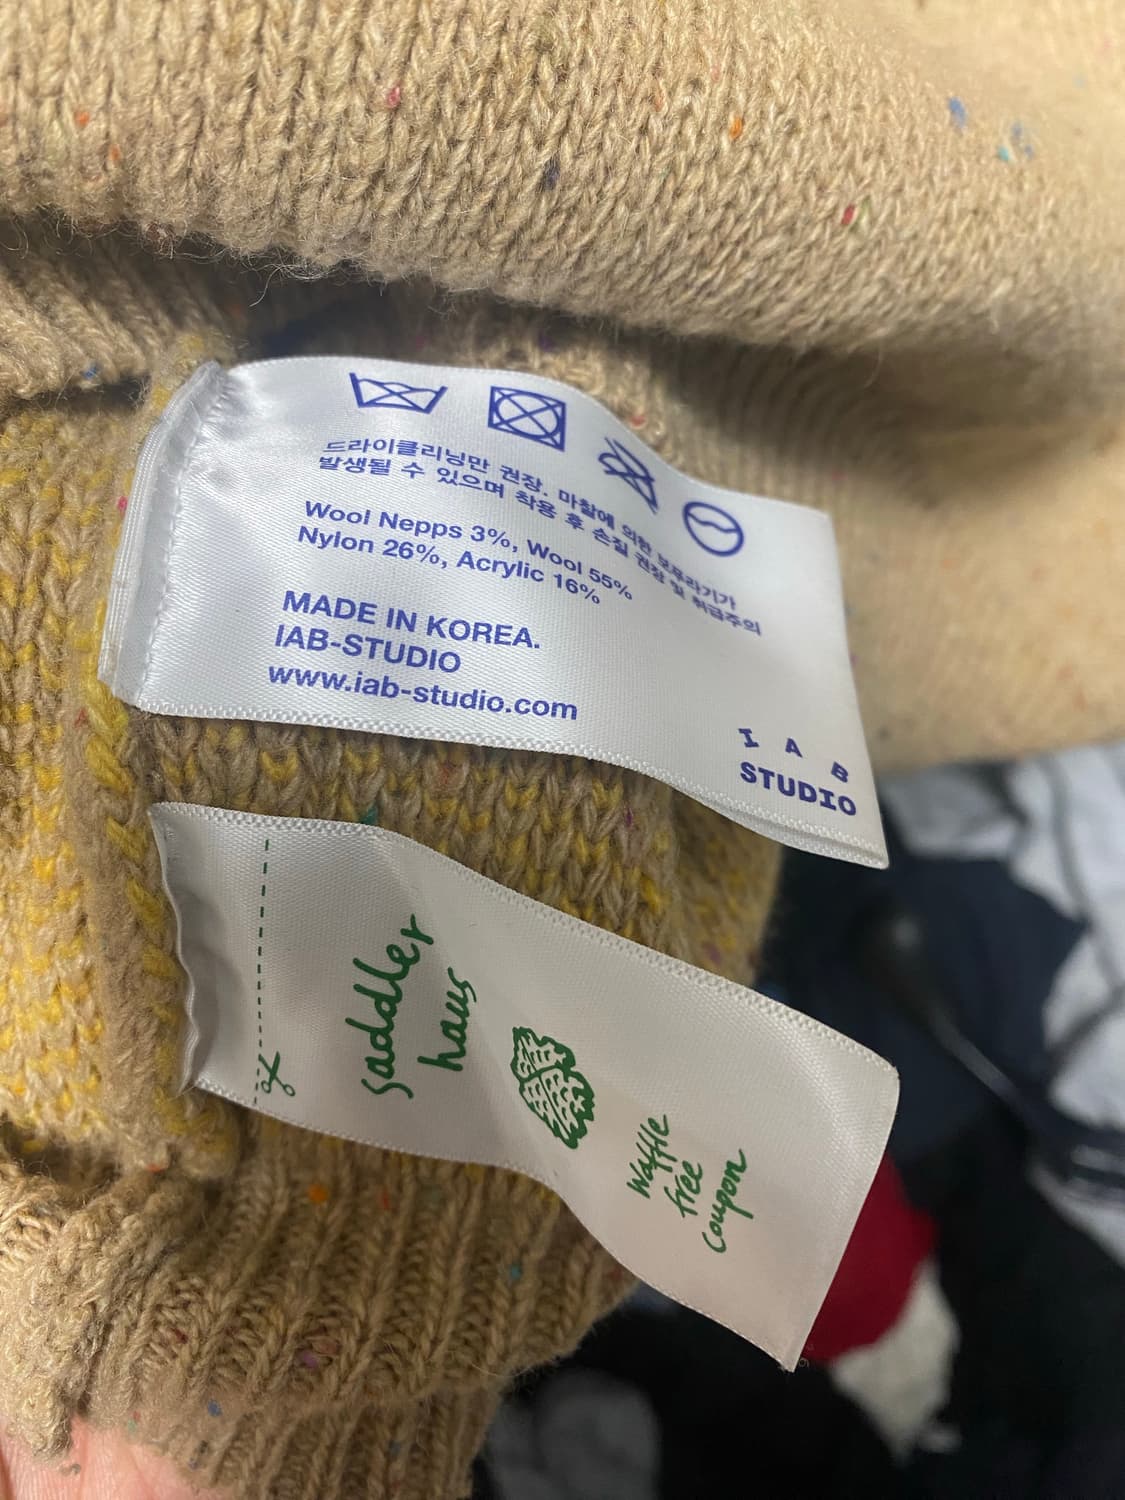 드라이클리닝만 권장. 마찰에 의한 보푸라기가
발생될 수 있으며 착용 후 손질 권장 및 취급주의
Wool Nepps 3%, Wool 55%
Nylon 26%, Acrylic 16%
MADE IN KOREA.
IAB-STUDIO
www.iab-studio.com
I A B
STUDIO
saddler
haus
Waffle
free
coupon